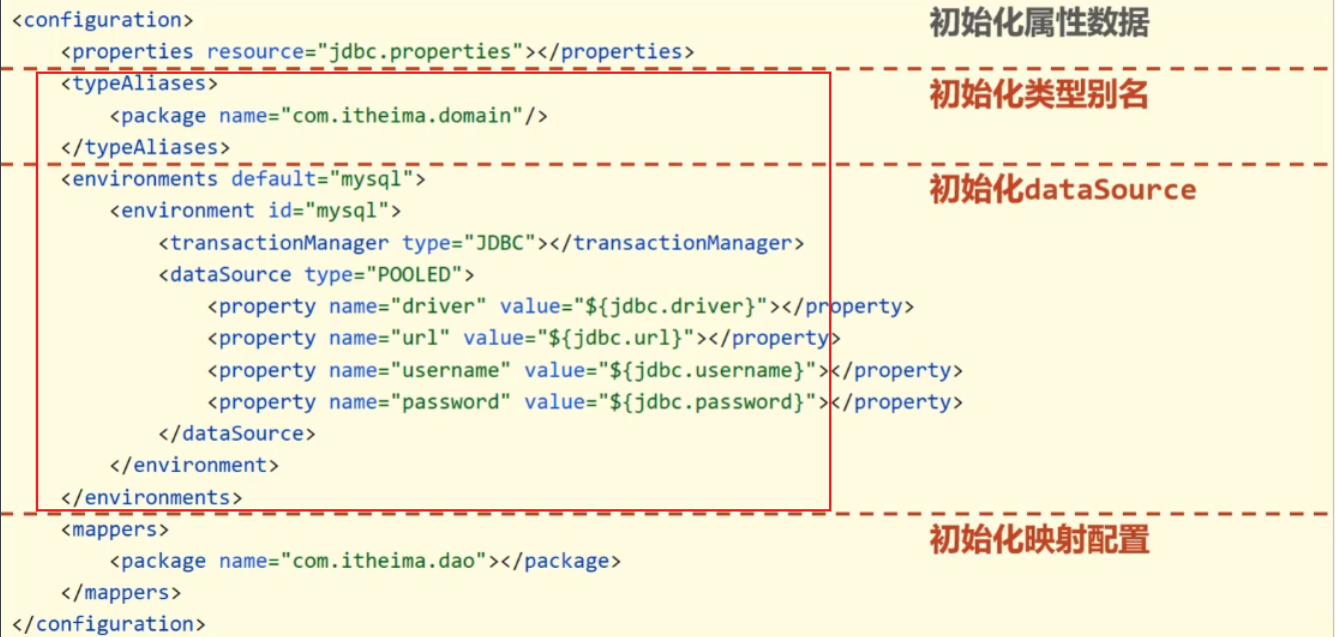 <configuration>
初始化属性数据
<properties resource="jdbc.properties"></properties>
<typeAliases>
初始化类型别名
<package name="com.itheima.domain"/>
</typeAliases>
<environments default="mysql">
初始化dataSource
<environment id="mysql">
<transactionManager type="JDBC"></transactionManager>
<dataSource type="POOLED">
<property name="driver" value="${jdbc.driver}"></property>
<property name="url" value="${jdbc.url}"></property>
<property name="username" value="${jdbc.username}"></property>
<property name="password" value="${jdbc.password}"></property>
</dataSource>
</environment>
</environments>
<mappers>
初始化映射配置
<package name="com.itheima.dao"></package>
</mappers>
</configuration>